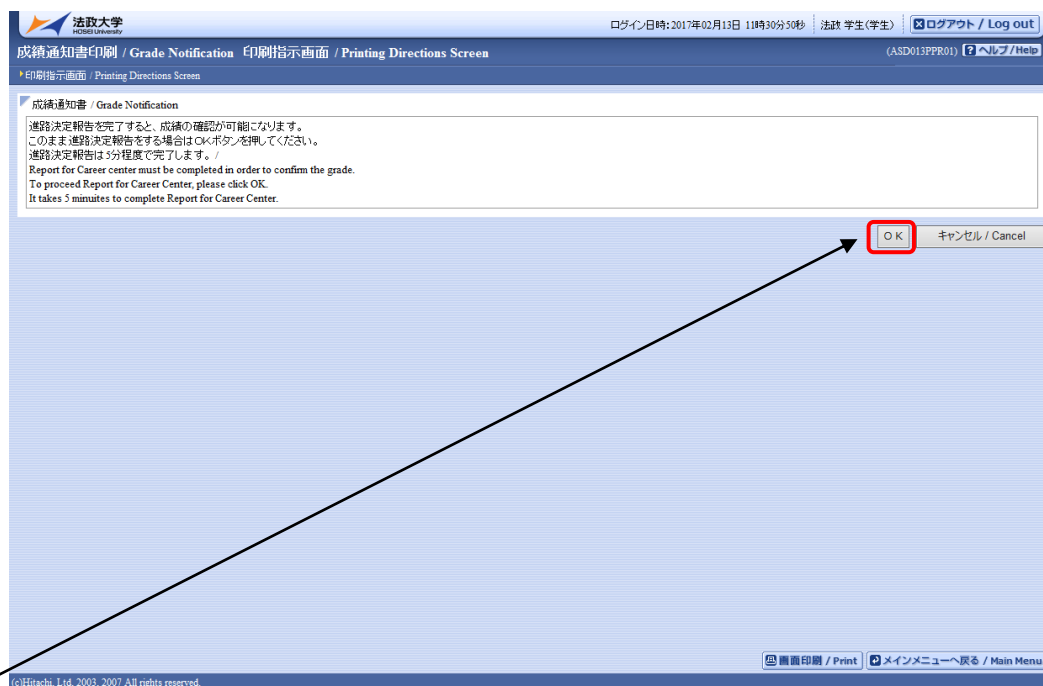 法政大学
HOSEI University
ログイン日時：2017年02月13日 11時30分50秒 法政 学生（学生） ログアウト / Log out
成績通知書印刷 / Grade Notification 印刷指示画面 / Printing Directions Screen (ASD013PPR01) ? ヘルプ / Help
印刷指示画面 / Printing Directions Screen
成績通知書 / Grade Notification
進路決定報告を完了すると、成績の確認が可能になります。
このまま進路決定報告をする場合はOKボタンを押してください。
進路決定報告は5分程度で完了します。/
Report for Career center must be completed in order to confirm the grade.
To proceed Report for Career Center, please click OK.
It takes 5 minuites to complete Report for Career Center.
OK キャンセル / Cancel
画面印刷 / Print メインメニューへ戻る / Main Menu
(c)Hitachi, Ltd. 2003, 2007 All rights reserved.